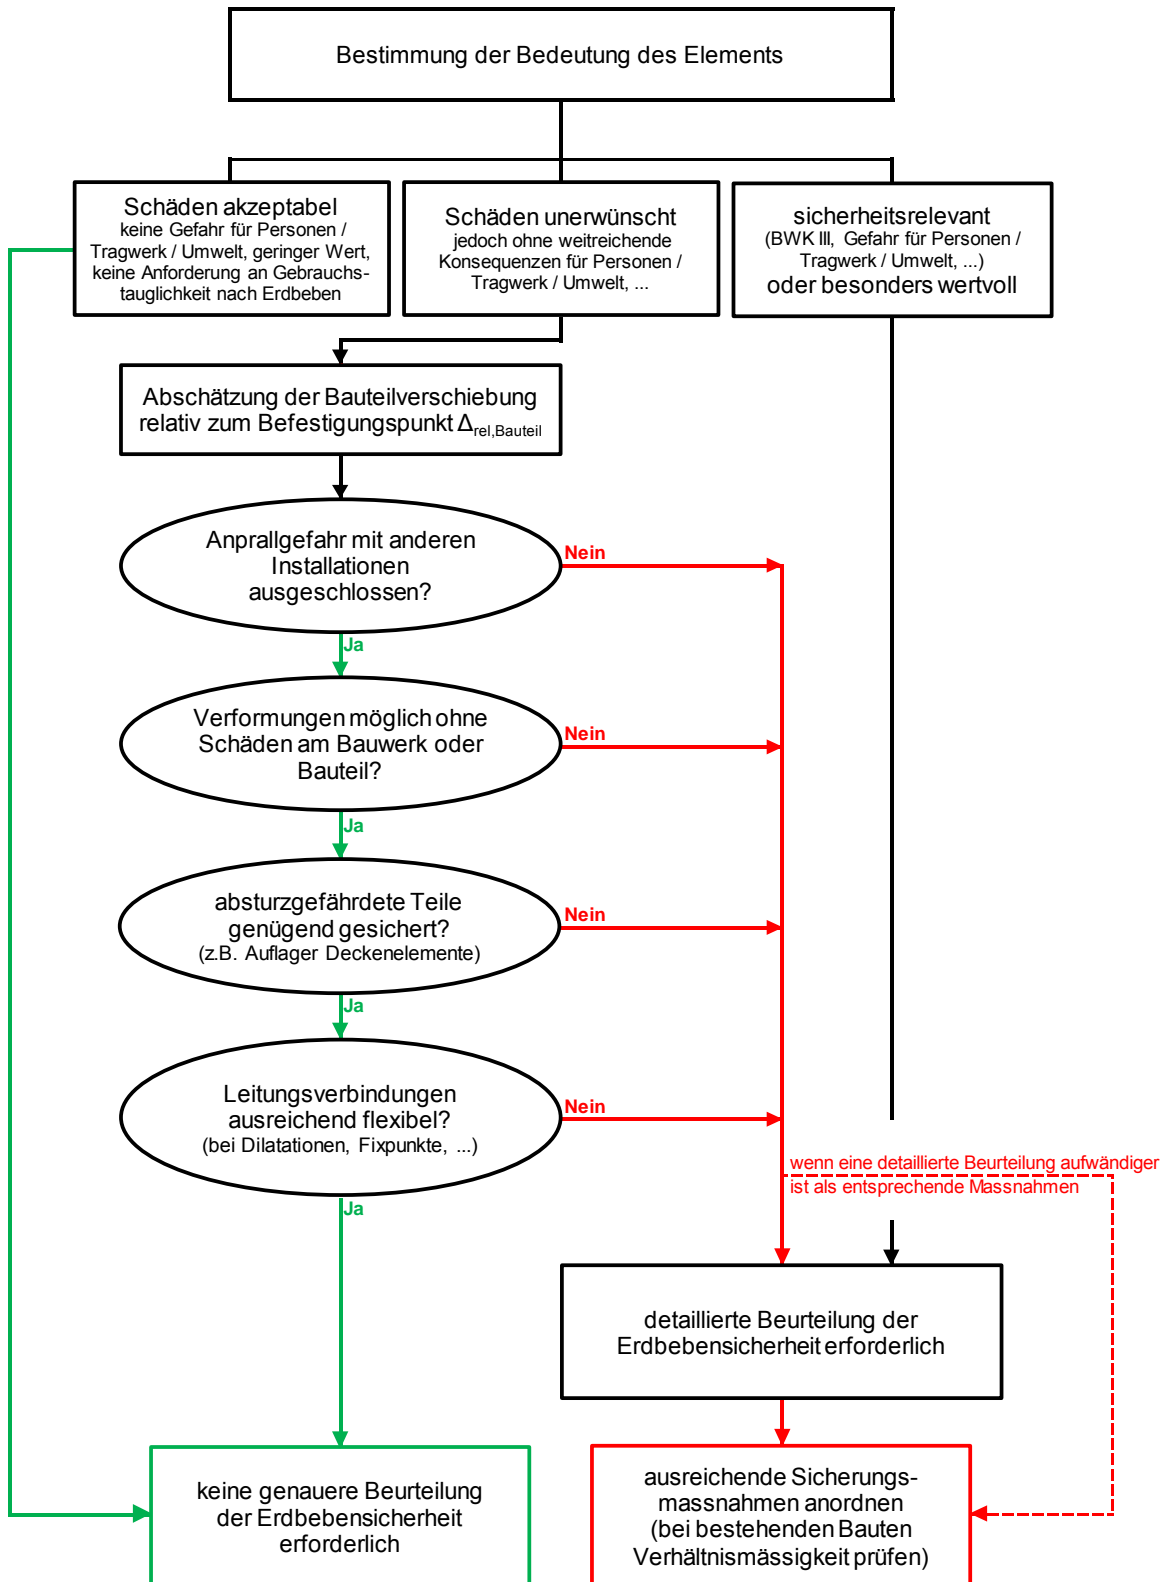 Bestimmung der Bedeutung des Elements
Schäden akzeptabel
keine Gefahr für Personen /
Tragwerk / Umwelt, geringer Wert,
keine Anforderung an Gebrauchs-
tauglichkeit nach Erdbeben
Schäden unerwünscht
jedoch ohne weitreichende
Konsequenzen für Personen /
Tragwerk / Umwelt, ...
sicherheitsrelevant
(BWK III, Gefahr für Personen /
Tragwerk / Umwelt, ...)
oder besonders wertvoll
Abschätzung der Bauteilverschiebung
relativ zum Befestigungspunkt Δrel,Bauteil
Anprallgefahr mit anderen
Installationen
ausgeschlossen?
Nein
Ja
Verformungen möglich ohne
Schäden am Bauwerk oder
Bauteil?
Nein
Ja
absturzgefährdete Teile
genügend gesichert?
(z.B. Auflager Deckenelemente)
Nein
Ja
Leitungsverbindungen
ausreichend flexibel?
(bei Dilatationen, Fixpunkte, ...)
Nein
Ja
wenn eine detaillierte Beurteilung aufwändiger
ist als entsprechende Massnahmen
detaillierte Beurteilung der
Erdbebensicherheit erforderlich
keine genauere Beurteilung
der Erdbebensicherheit
erforderlich
ausreichende Sicherungs-
massnahmen anordnen
(bei bestehenden Bauten
Verhältnismässigkeit prüfen)